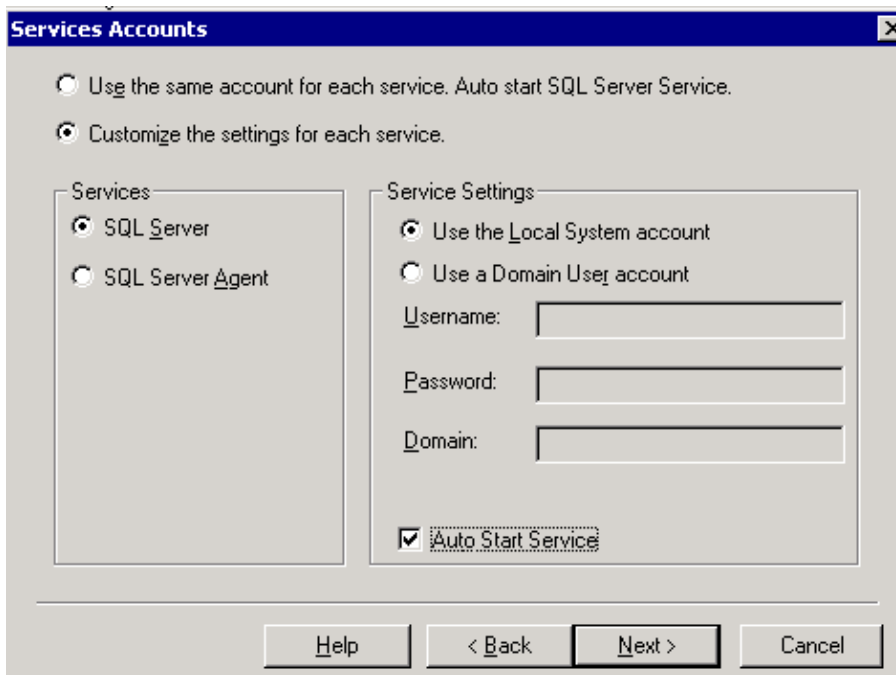 Services Accounts
Use the same account for each service. Auto start SQL Server Service.
Customize the settings for each service.
Services
SQL Server
SQL Server Agent
Service Settings
Use the Local System account
Use a Domain User account
Username:
Password:
Domain:
Auto Start Service
Help
< Back
Next >
Cancel